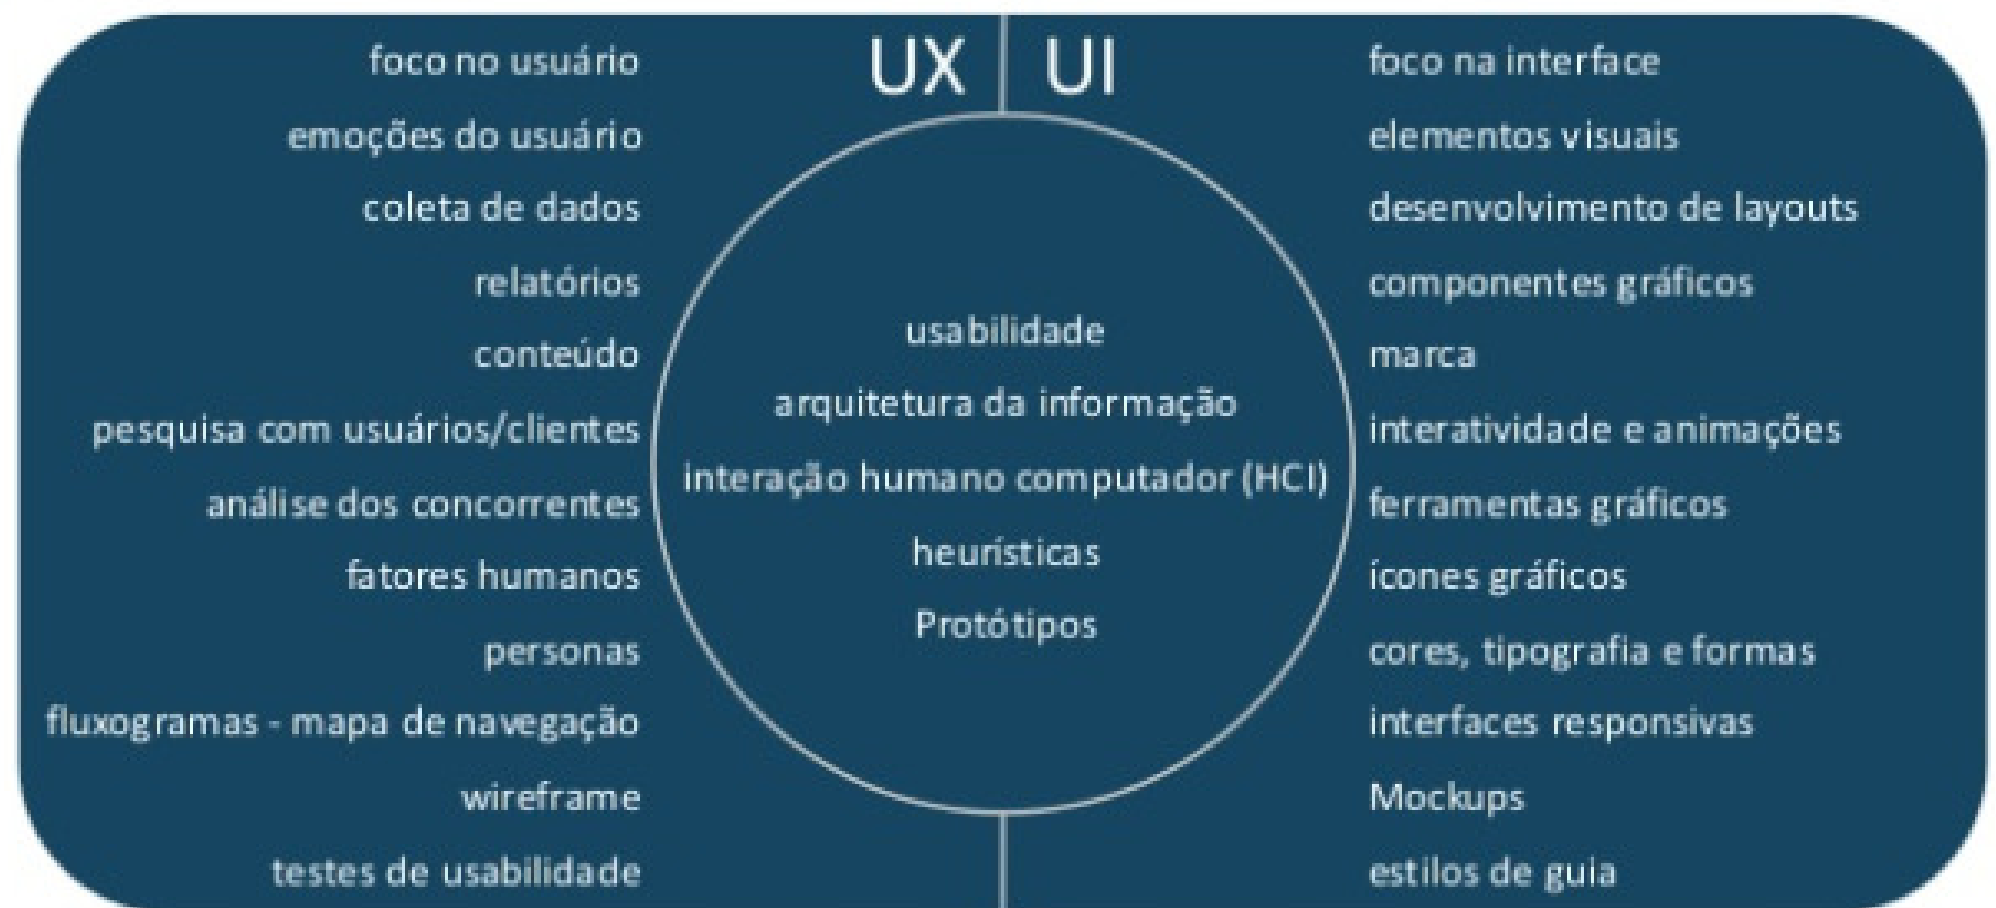 UX UI
foco no usuário
emoções do usuário
coleta de dados
relatórios
conteúdo
pesquisa com usuários/clientes
análise dos concorrentes
fatores humanos
personas
fluxogramas - mapa de navegação
wireframe
testes de usabilidade
usabilidade
arquitetura da informação
interação humano computador (HCI)
heurísticas
Protótipos
foco na interface
elementos visuais
desenvolvimento de layouts
componentes gráficos
marca
interatividade e animações
ferramentas gráficos
ícones gráficos
cores, tipografia e formas
interfaces responsivas
Mockups
estilos de guia